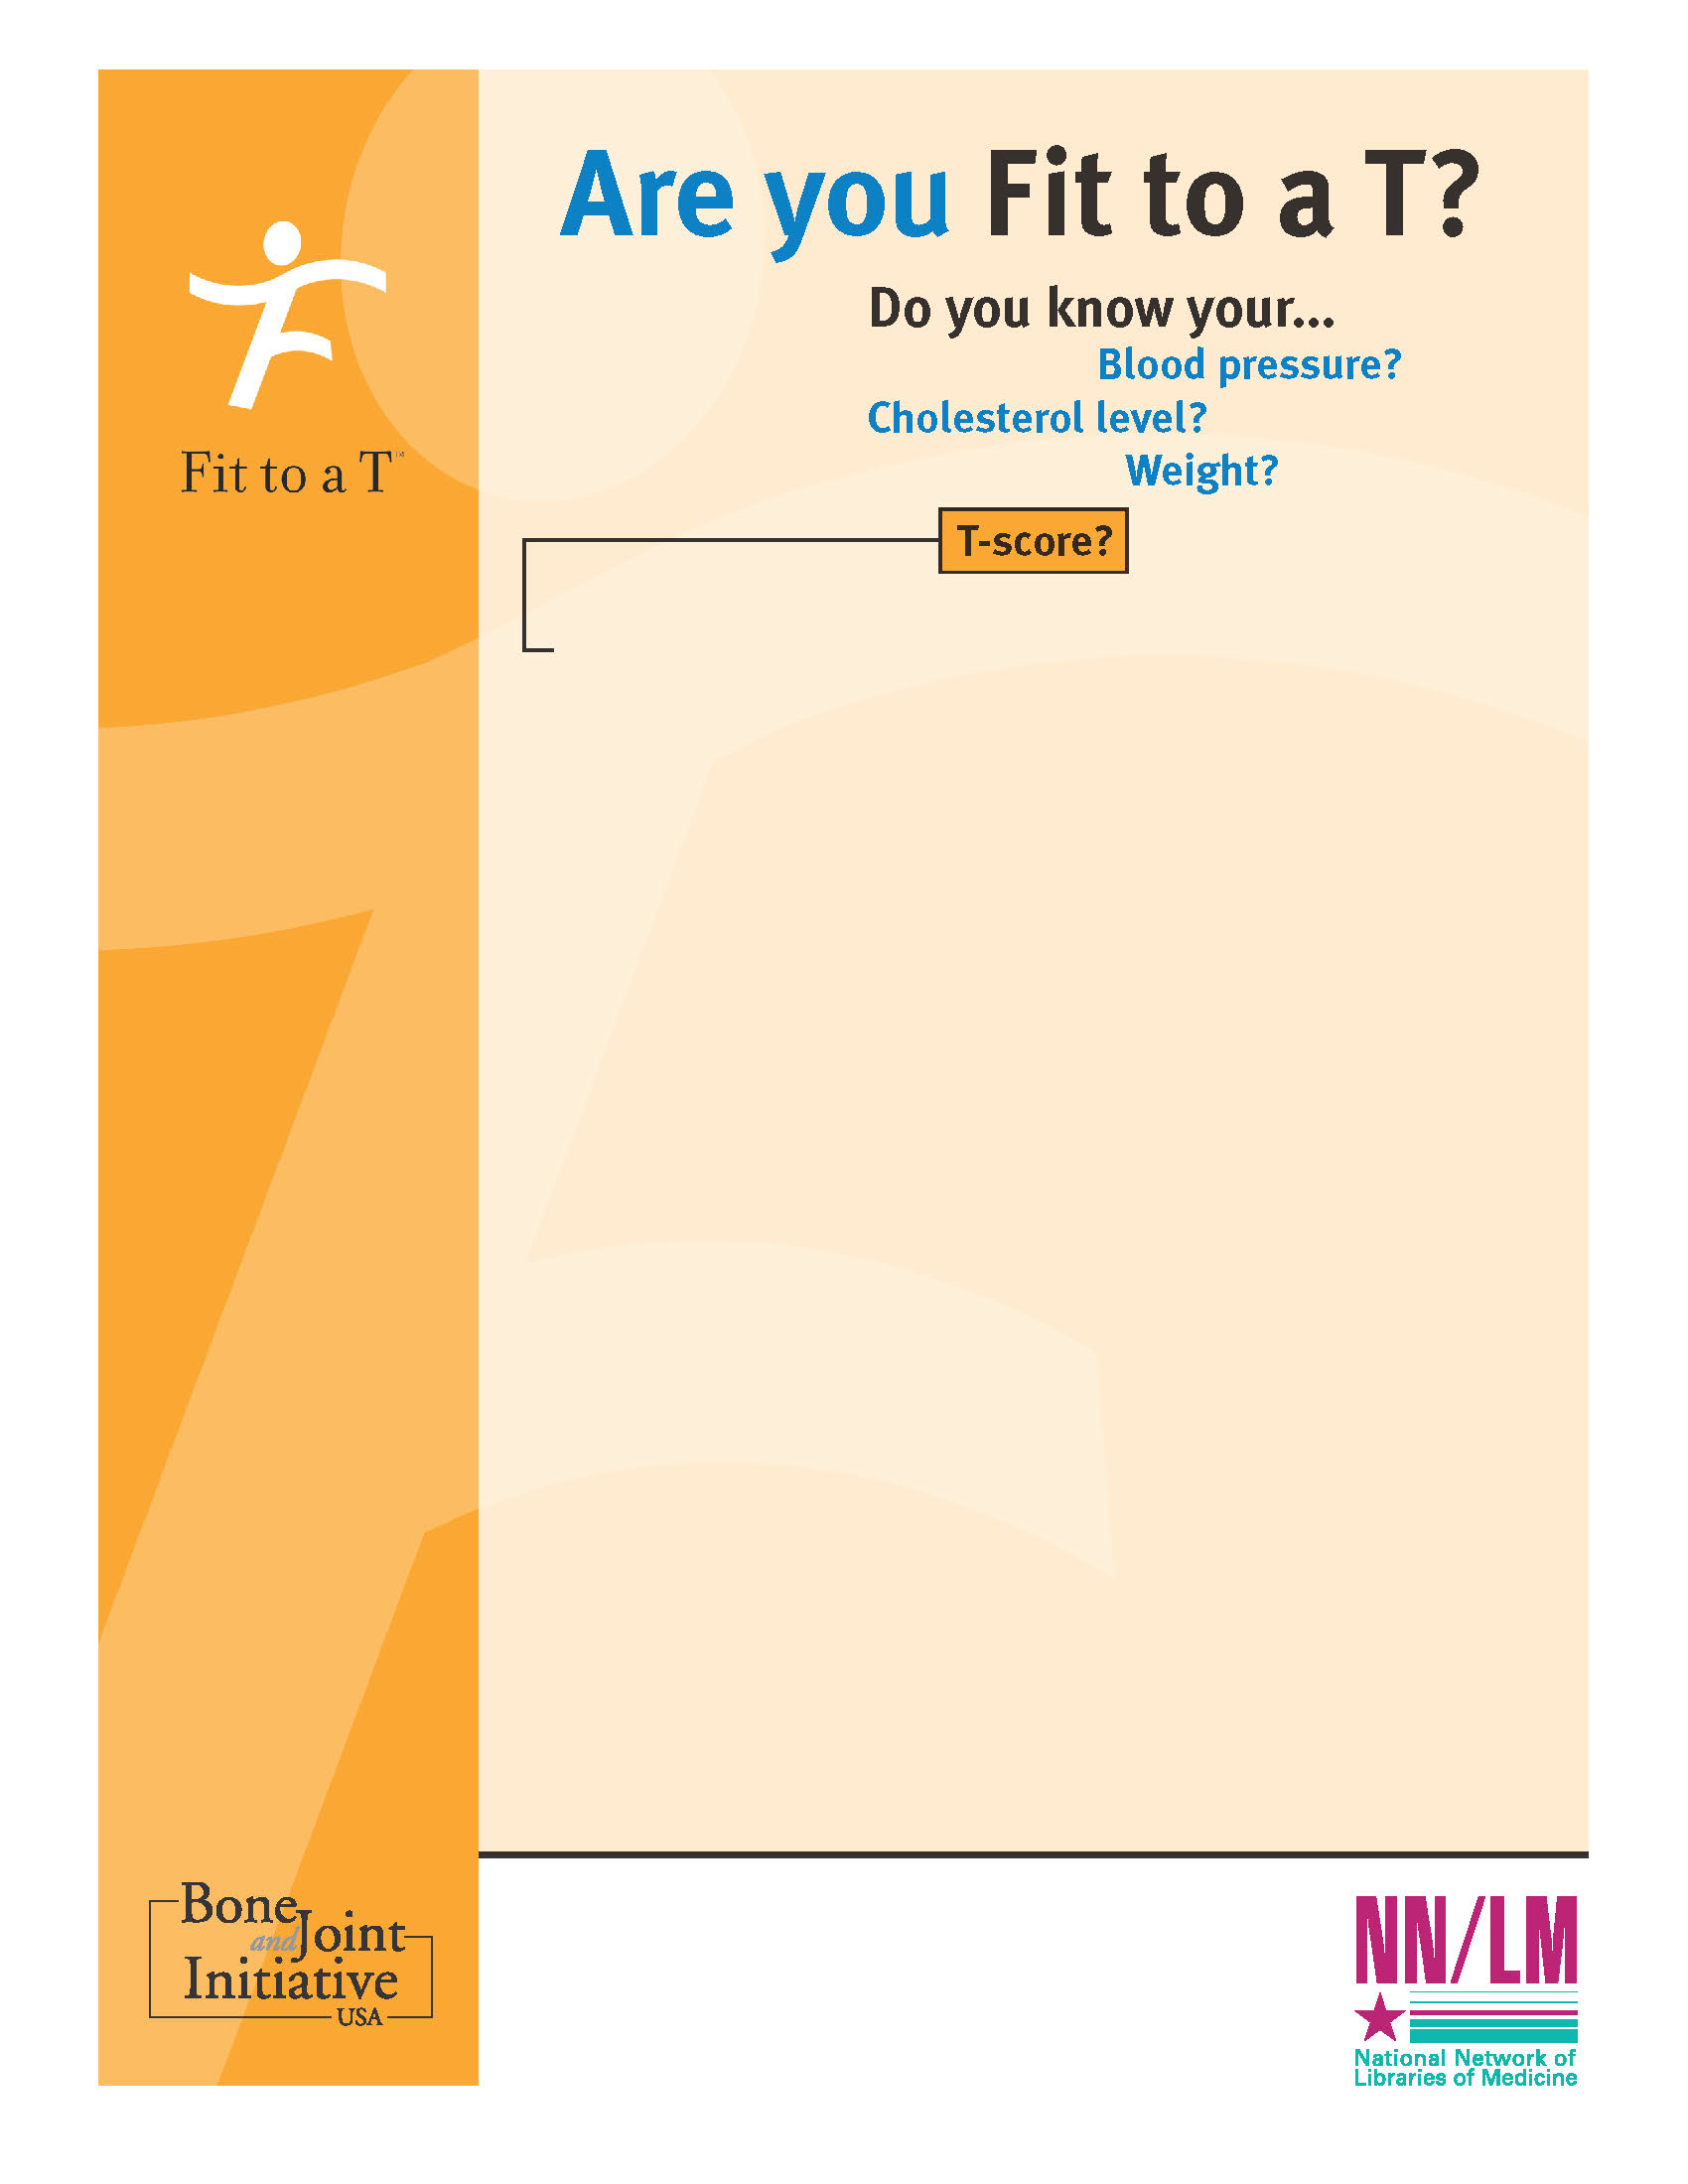 Are you Fit to a T?
Do you know your...
Blood pressure?
Cholesterol level?
Weight?
T-score?
Fit to a T™
Bone
and Joint
Initiative
USA
NN/LM
National Network of
Libraries of Medicine